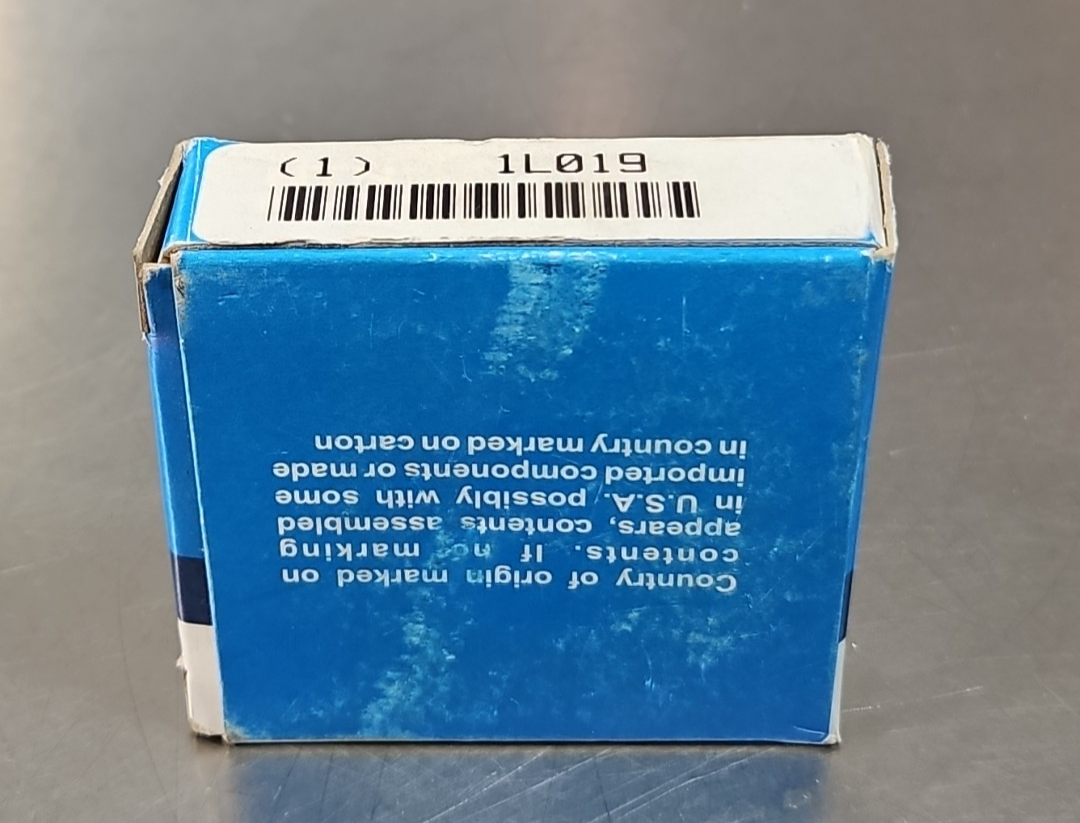 (1) 1L019
Country of origin marked on
contents. If no marking
appears, contents assembled
in U.S.A. possibly with some
imported components or made
in country marked on carton